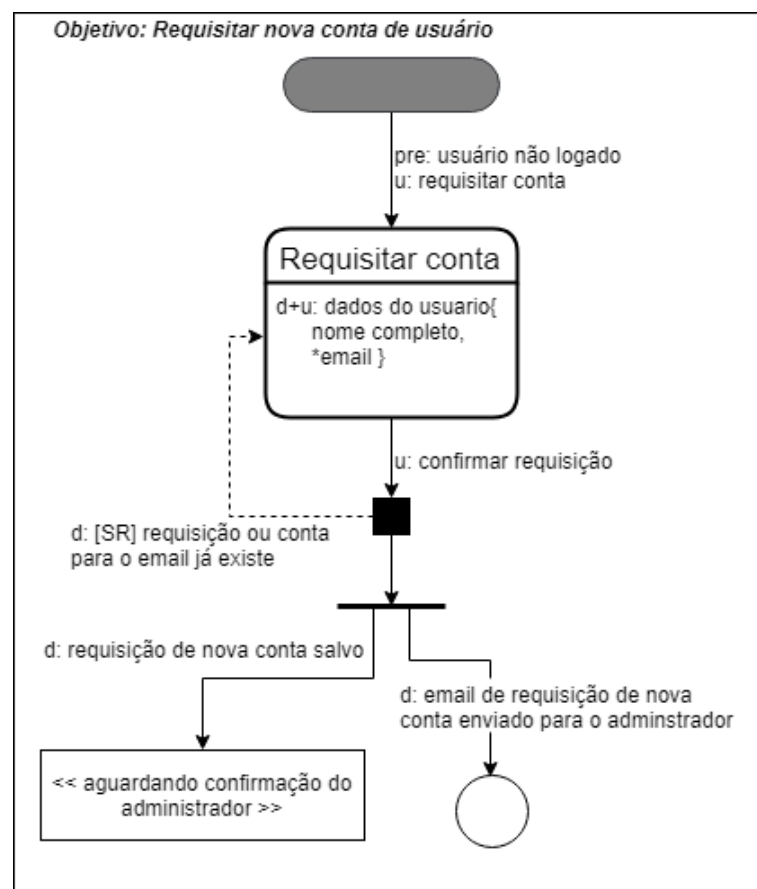 Objetivo: Requisitar nova conta de usuário
pre: usuário não logado
u: requisitar conta
Requisitar conta
d+u: dados do usuario{
nome completo,
*email }
u: confirmar requisição
d: [SR] requisição ou conta
para o email já existe
d: requisição de nova conta salvo
d: email de requisição de nova
conta enviado para o adminstrador
<< aguardando confirmação do
administrador >>